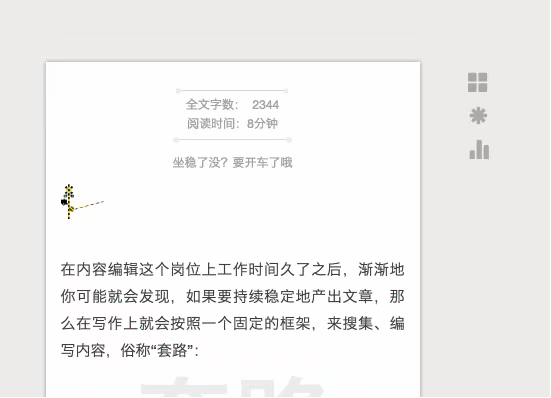 全文字数： 2344
阅读时间：8分钟
坐稳了没？要开车了哦
在内容编辑这个岗位上工作时间久了之后，渐渐地
你可能就会发现，如果要持续稳定地产出文章，那
么在写作上就会按照一个固定的框架，来搜集、编
写内容，俗称“套路”：
套路